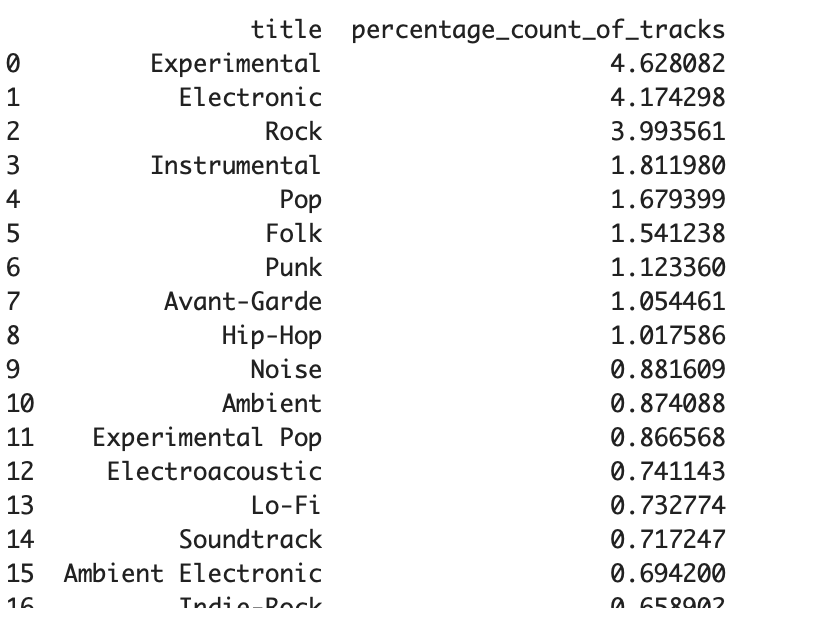 title percentage_count_of_tracks
0 Experimental 4.628082
1 Electronic 4.174298
2 Rock 3.993561
3 Instrumental 1.811980
4 Pop 1.679399
5 Folk 1.541238
6 Punk 1.123360
7 Avant-Garde 1.054461
8 Hip-Hop 1.017586
9 Noise 0.881609
10 Ambient 0.874088
11 Experimental Pop 0.866568
12 Electroacoustic 0.741143
13 Lo-Fi 0.732774
14 Soundtrack 0.717247
15 Ambient Electronic 0.694200
16 Indie-Rock 0.658902